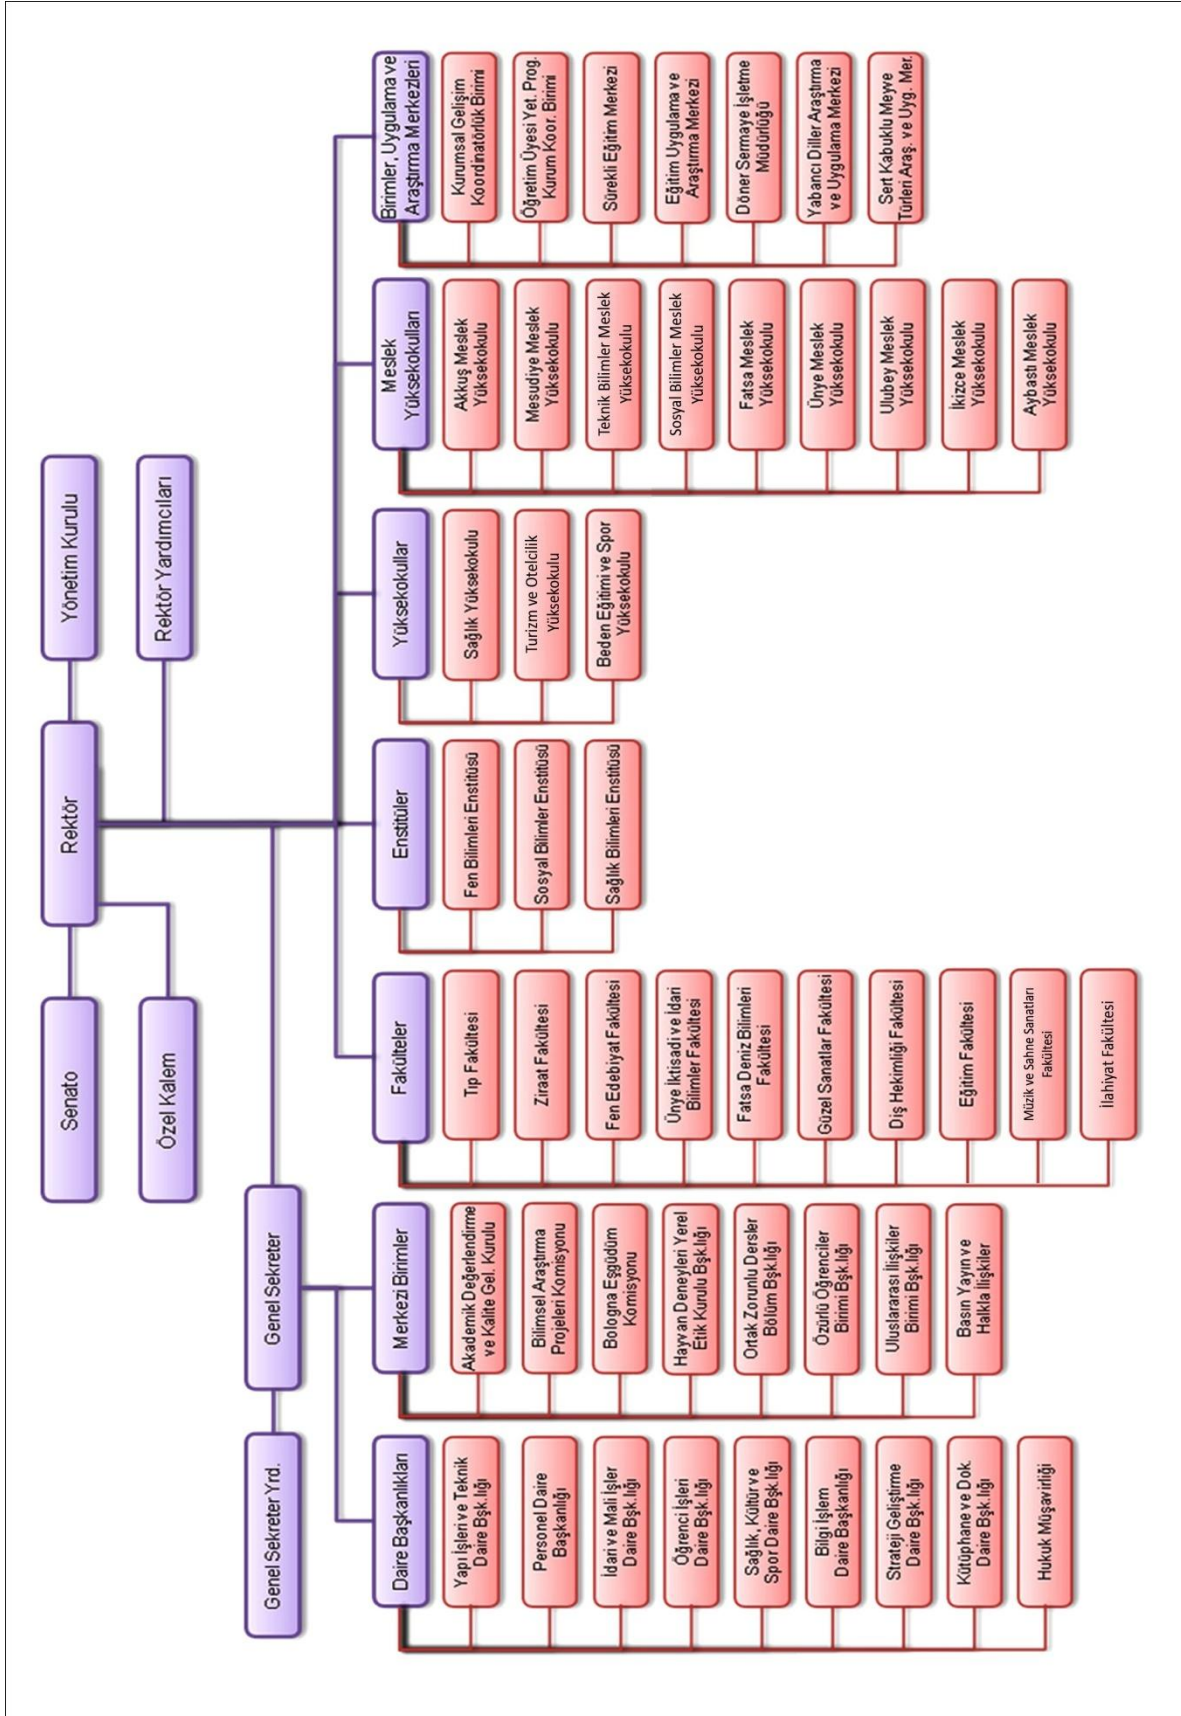 Senato
Rektör
Yönetim Kurulu
Özel Kalem
Rektör Yardımcıları
Genel Sekreter Yrd.
Genel Sekreter
Daire Başkanlıkları
Yapı İşleri ve Teknik
Daire Bşk.lığı
Personel Daire
Başkanlığı
İdari ve Mali İşler
Daire Bşk.lığı
Öğrenci İşleri
Daire Bşk.lığı
Sağlık, Kültür ve
Spor Daire Bşk.lığı
Bilgi İşlem
Daire Başkanlığı
Strateji Geliştirme
Daire Bşk.lığı
Kütüphane ve Dok.
Daire Bşk.lığı
Hukuk Müşavirliği
Merkezi Birimler
Akademik Değerlendirme
ve Kalite Gel. Kurulu
Bilimsel Araştırma
Projeleri Komisyonu
Bologna Eşgüdüm
Komisyonu
Hayvan Deneyleri Yerel
Etik Kurulu Bşk.lığı
Ortak Zorunlu Dersler
Bölüm Bşk.lığı
Özürlü Öğrenciler
Birimi Bşk.lığı
Uluslararası İlişkiler
Birimi Bşk.lığı
Basın Yayın ve
Halkla İlişkiler
Fakülteler
Tıp Fakültesi
Ziraat Fakültesi
Fen Edebiyat Fakültesi
Ünye İktisadi ve İdari
Bilimler Fakültesi
Fatsa Deniz Bilimleri
Fakültesi
Güzel Sanatlar Fakültesi
Diş Hekimliği Fakültesi
Eğitim Fakültesi
Müzik ve Sahne Sanatları
Fakültesi
İlahiyat Fakültesi
Enstitüler
Fen Bilimleri Enstitüsü
Sosyal Bilimler Enstitüsü
Sağlık Bilimleri Enstitüsü
Yüksekokullar
Sağlık Yüksekokulu
Turizm ve Otelcilik
Yüksekokulu
Beden Eğitimi ve Spor
Yüksekokulu
Meslek
Yüksekokulları
Akkuş Meslek
Yüksekokulu
Mesudiye Meslek
Yüksekokulu
Teknik Bilimler Meslek
Yüksekokulu
Sosyal Bilimler Meslek
Yüksekokulu
Fatsa Meslek
Yüksekokulu
Ünye Meslek
Yüksekokulu
Ulubey Meslek
Yüksekokulu
İkizce Meslek
Yüksekokulu
Aybastı Meslek
Yüksekokulu
Birimler, Uygulama ve
Araştırma Merkezleri
Kurumsal Gelişim
Koordinatörlük Birimi
Öğretim Üyesi Yet. Prog.
Kurum Koor. Birimi
Sürekli Eğitim Merkezi
Eğitim Uygulama ve
Araştırma Merkezi
Döner Sermaye İşletme
Müdürlüğü
Yabancı Diller Araştırma
ve Uygulama Merkezi
Sert Kabuklu Meyve
Türleri Araş. ve Uyg. Mer.